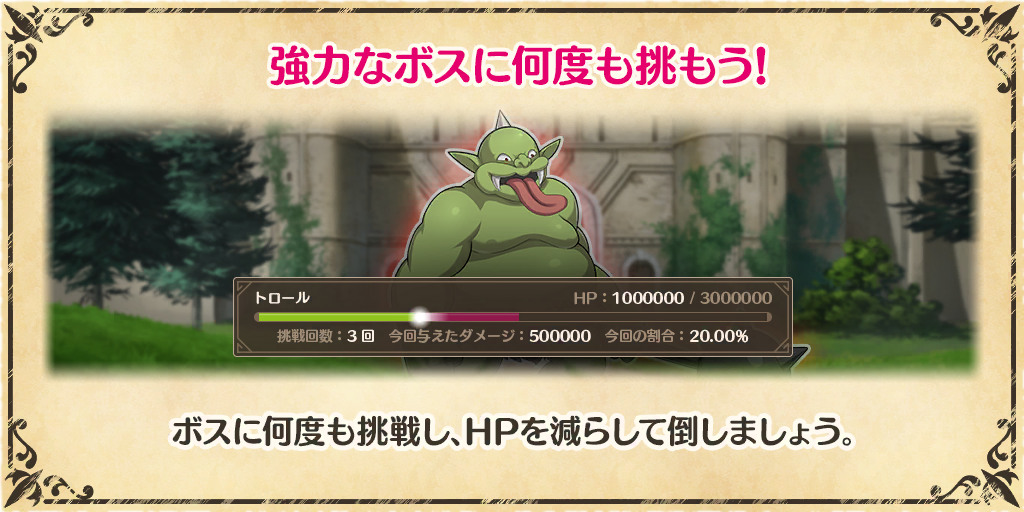 強力なボスに何度も挑もう!
トロール HP：1000000 / 3000000
挑戦回数：3回 今回与えたダメージ：500000 今回の割合：20.00%
ボスに何度も挑戦し、HPを減らして倒しましょう。